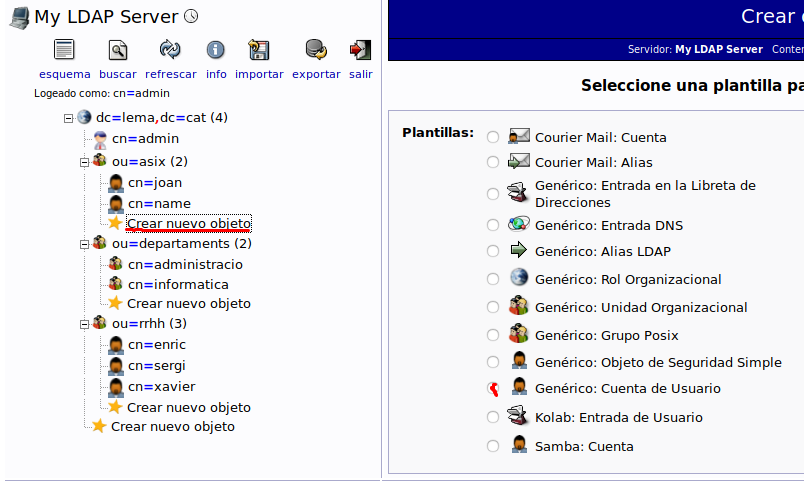 My LDAP Server
esquema buscar refrescar info importar exportar salir
Logeado como: cn=admin
dc=lema,dc=cat (4)
cn=admin
ou=asix (2)
cn=joan
cn=name
Crear nuevo objeto
ou=departaments (2)
cn=administracio
cn=informatica
Crear nuevo objeto
ou=rrhh (3)
cn=enric
cn=sergi
cn=xavier
Crear nuevo objeto
Crear nuevo objeto
Crear
Servidor: My LDAP Server
Seleccione una plantilla
Plantillas:
Courier Mail: Cuenta
Courier Mail: Alias
Genérico: Entrada en la Libreta de
Direcciones
Genérico: Entrada DNS
Genérico: Alias LDAP
Genérico: Rol Organizacional
Genérico: Unidad Organizacional
Genérico: Grupo Posix
Genérico: Objeto de Seguridad Simple
Genérico: Cuenta de Usuario
Kolab: Entrada de Usuario
Samba: Cuenta